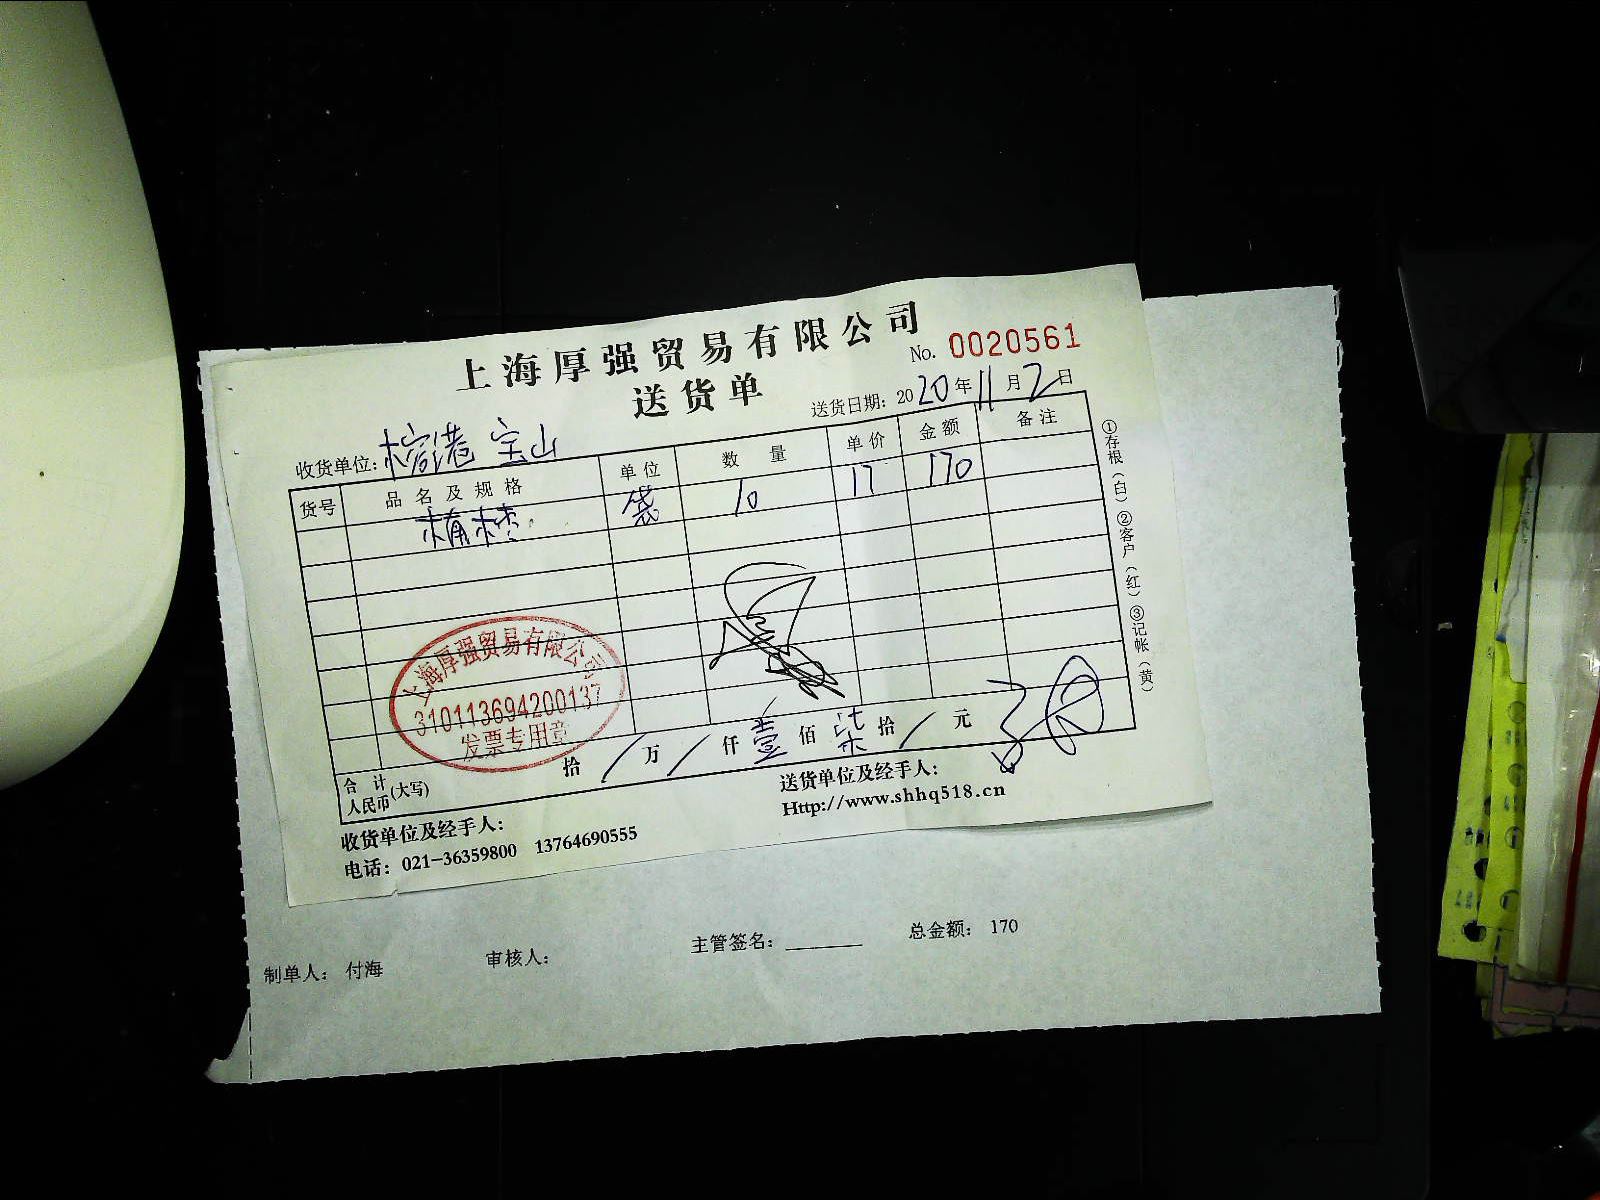 上海厚强贸易有限公司
送货单
No. 0020561
送货日期: 2020年11月2日
收货单位: 宝山
货号 品名及规格 单位 数量 单价 金额 备注
袋 10 17 170
①存根(白)②客户(红)③记帐(黄)
上海厚强贸易有限公司
310113694200137
发票专用章
合计人民币(大写) 拾/万/仟壹佰柒拾/元
收货单位及经手人:
送货单位及经手人:
电话: 021-36359800 13764690555
Http://www.shhq518.cn
制单人: 付海 审核人: 主管签名: 总金额: 170